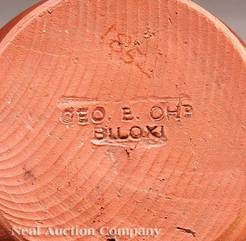 GEO. E. OHR
BILOXI
Neal Auction Company